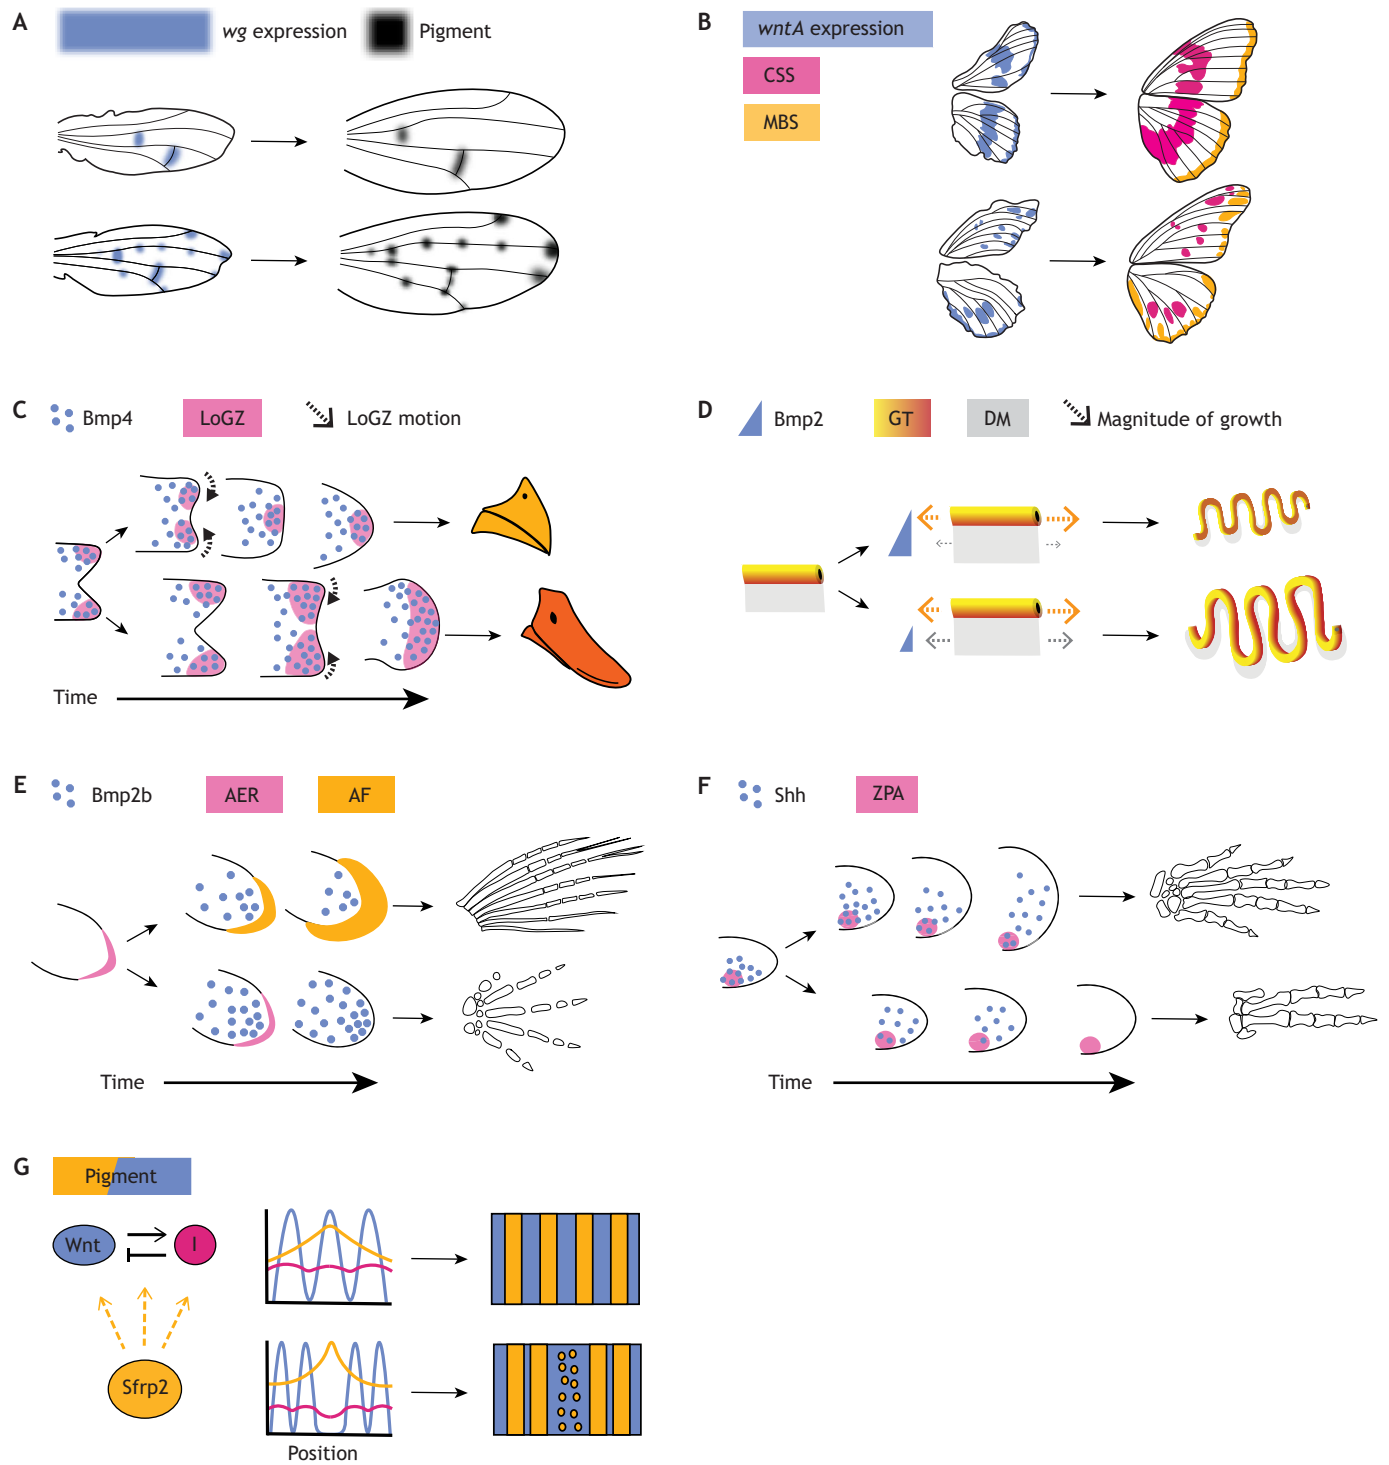 A
wg expression
Pigment
B
wntA expression
CSS
MBS
C
Bmp4
LoGZ
LoGZ motion
Time
D
Bmp2
GT
DM
Magnitude of growth
E
Bmp2b
AER
AF
Time
F
Shh
ZPA
Time
G
Pigment
Wnt
I
Sfrp2
Position